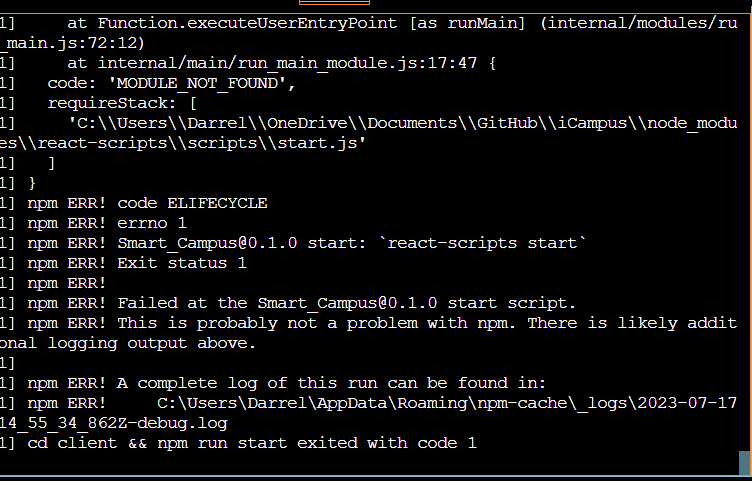 1]     at Function.executeUserEntryPoint [as runMain] (internal/modules/ru
_main.js:72:12)
1]     at internal/main/run_main_module.js:17:47 {
1]   code: 'MODULE_NOT_FOUND',
1]   requireStack: [
1]     'C:\\Users\\Darrel\\OneDrive\\Documents\\GitHub\\iCampus\\node_modu
es\\react-scripts\\scripts\\start.js'
1]   ]
1] }
1] npm ERR! code ELIFECYCLE
1] npm ERR! errno 1
1] npm ERR! Smart_Campus@0.1.0 start: `react-scripts start`
1] npm ERR! Exit status 1
1] npm ERR!
1] npm ERR! Failed at the Smart_Campus@0.1.0 start script.
1] npm ERR! This is probably not a problem with npm. There is likely addit
onal logging output above.
1]
1] npm ERR! A complete log of this run can be found in:
1] npm ERR!     C:\Users\Darrel\AppData\Roaming\npm-cache\_logs\2023-07-17
14_55_34_862Z-debug.log
1] cd client && npm run start exited with code 1